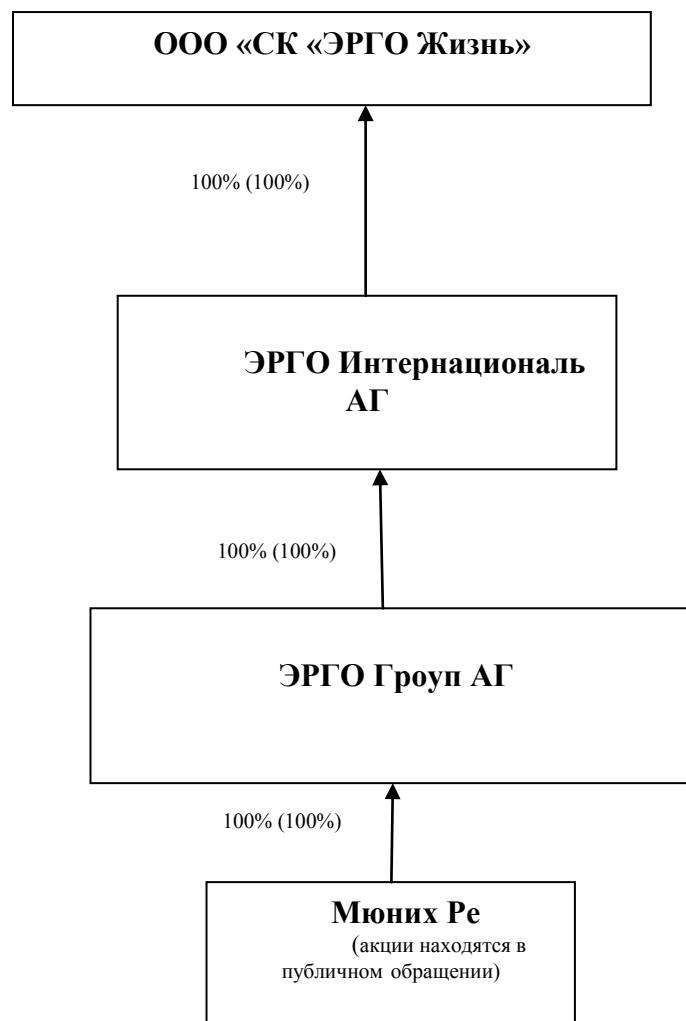 ООО «СК «ЭРГО Жизнь»
100% (100%)
ЭРГО Интернациональ
АГ
100% (100%)
ЭРГО Гроуп АГ
100% (100%)
Мюних Ре
(акции находятся в
публичном обращении)